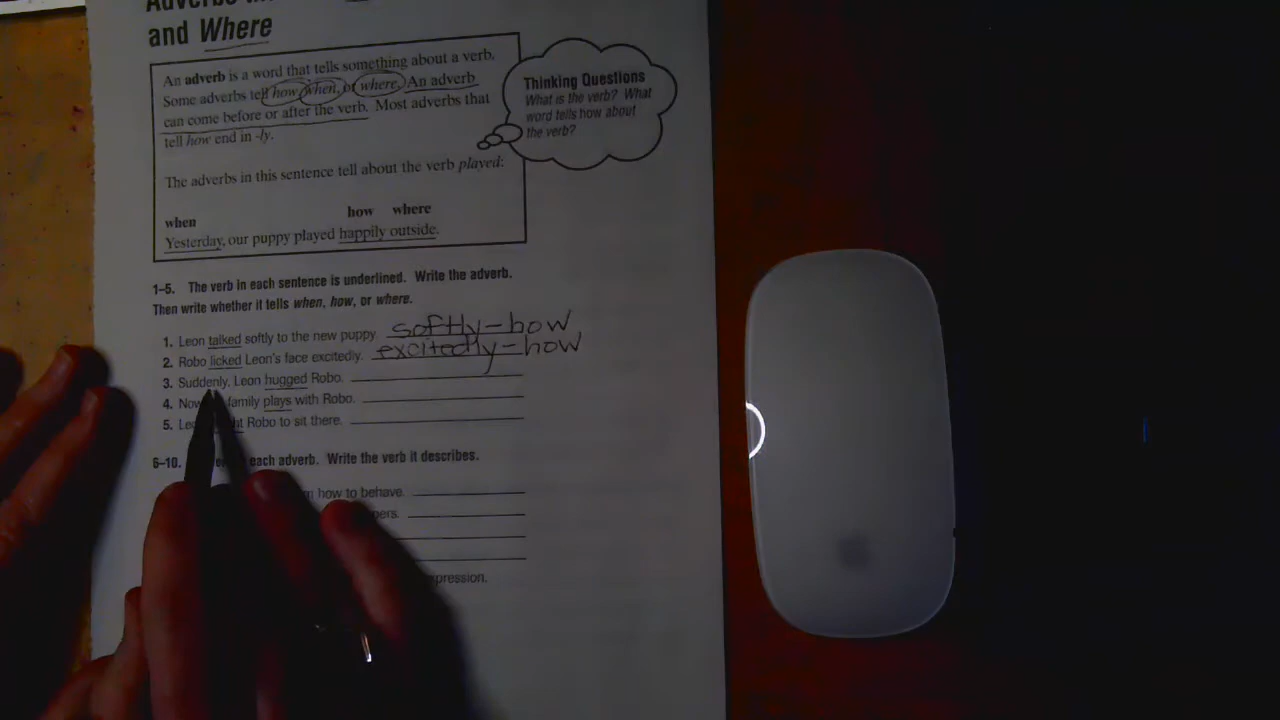 and Where
An adverb is a word that tells something about a verb.
Some adverbs tell how, when, or where. An adverb
can come before or after the verb. Most adverbs that
tell how end in -ly.
The adverbs in this sentence tell about the verb played:
when how where
Yesterday, our puppy played happily outside.
Thinking Questions
What is the verb? What
word tells how about
the verb?
1–5. The verb in each sentence is underlined. Write the adverb.
Then write whether it tells when, how, or where.
1. Leon talked softly to the new puppy. softly-how
2. Robo licked Leon's face excitedly. excitedly-how
3. Suddenly, Leon hugged Robo.
4. family plays with Robo.
5. Robo to sit there.
6–10. each adverb. Write the verb it describes.
how to behave.